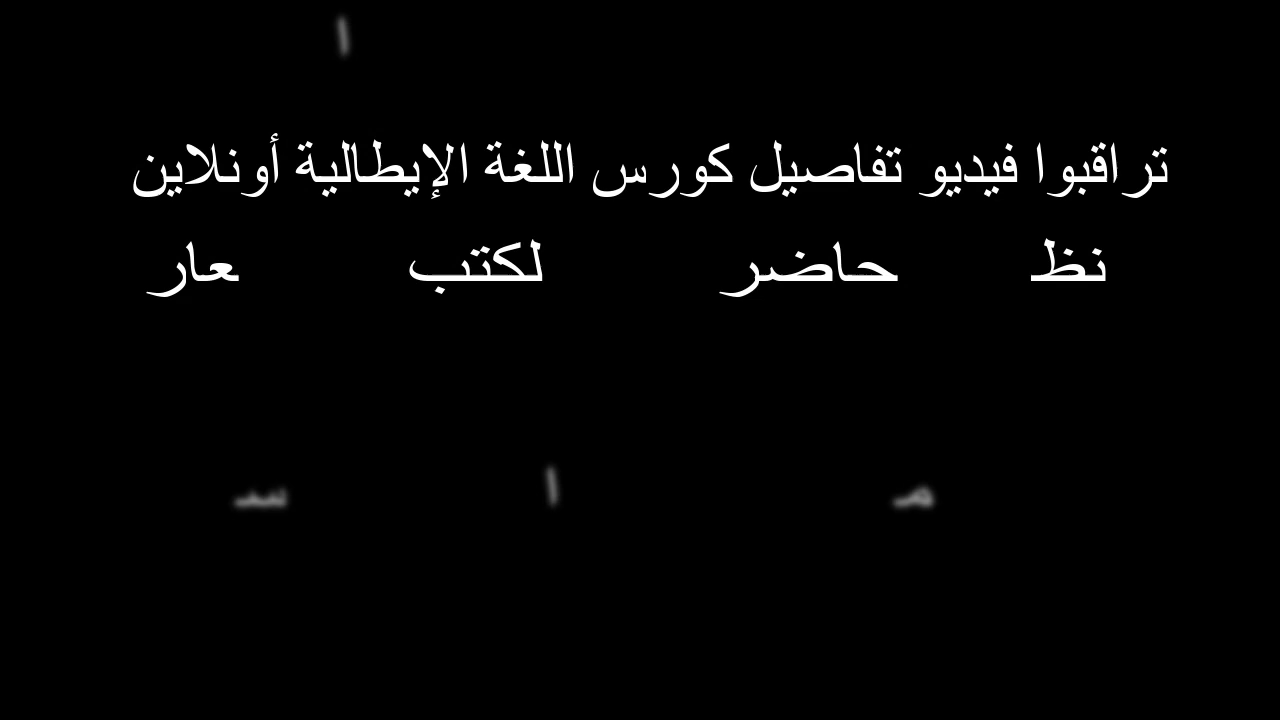 تراقبوا فيديو تفاصيل كورس اللغة الإيطالية أونلاين
نظ حاضر لكتب عار